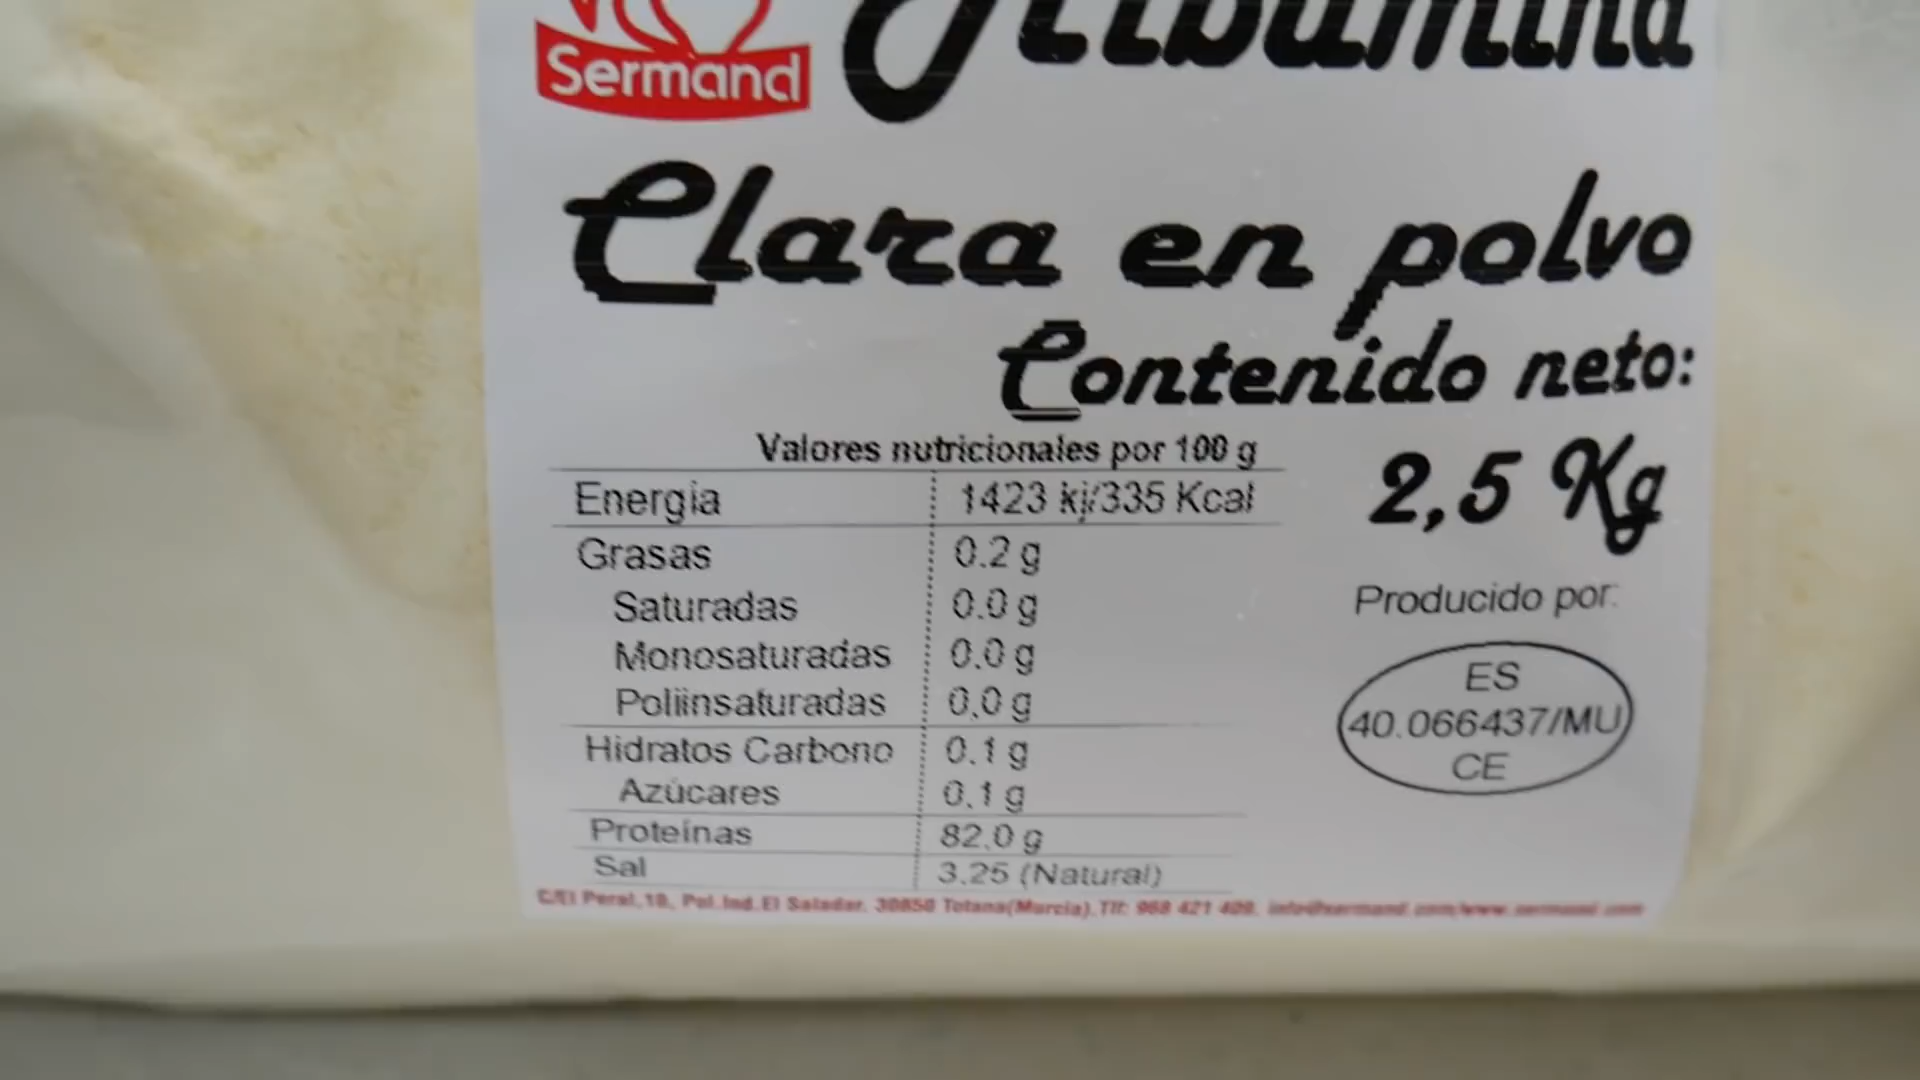 Sermand
Albumina
Clara en polvo
Contenido neto:
2,5 Kg
Valores nutricionales por 100 g
Energía 1423 kj/335 Kcal
Grasas 0.2 g
Saturadas 0.0 g
Monosaturadas 0.0 g
Poliinsaturadas 0,0 g
Hidratos Carbono 0.1 g
Azúcares 0.1 g
Proteínas 82.0 g
Sal 3.25 (Natural)
Producido por:
ES
40.066437/MU
CE
C/El Peral, 10, Pol. Ind. El Saladar. 30850 Totana(Murcia). Tlf: 968 421 400.